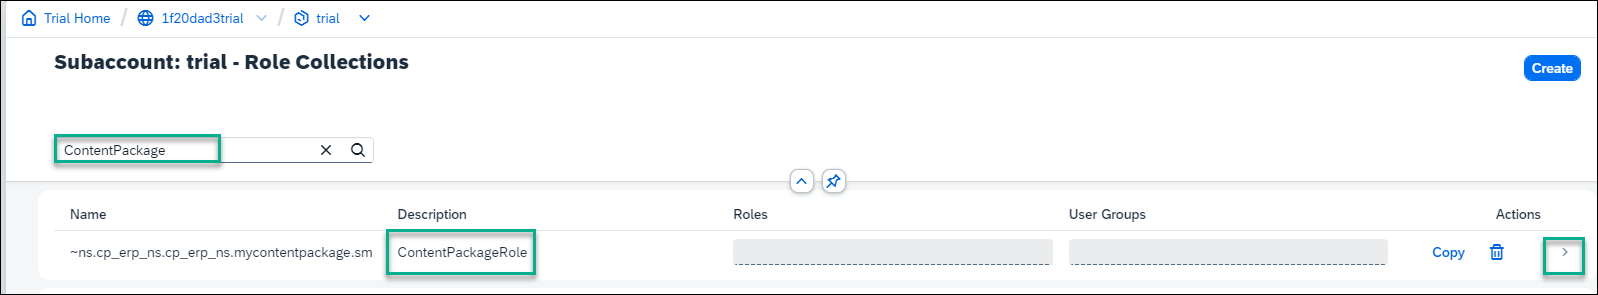 Trial Home / 1f20dad3trial / trial
Subaccount: trial - Role Collections
Create
ContentPackage
Name Description Roles User Groups Actions
~ns.cp_erp_ns.cp_erp_ns.mycontentpackage.sm ContentPackageRole Copy